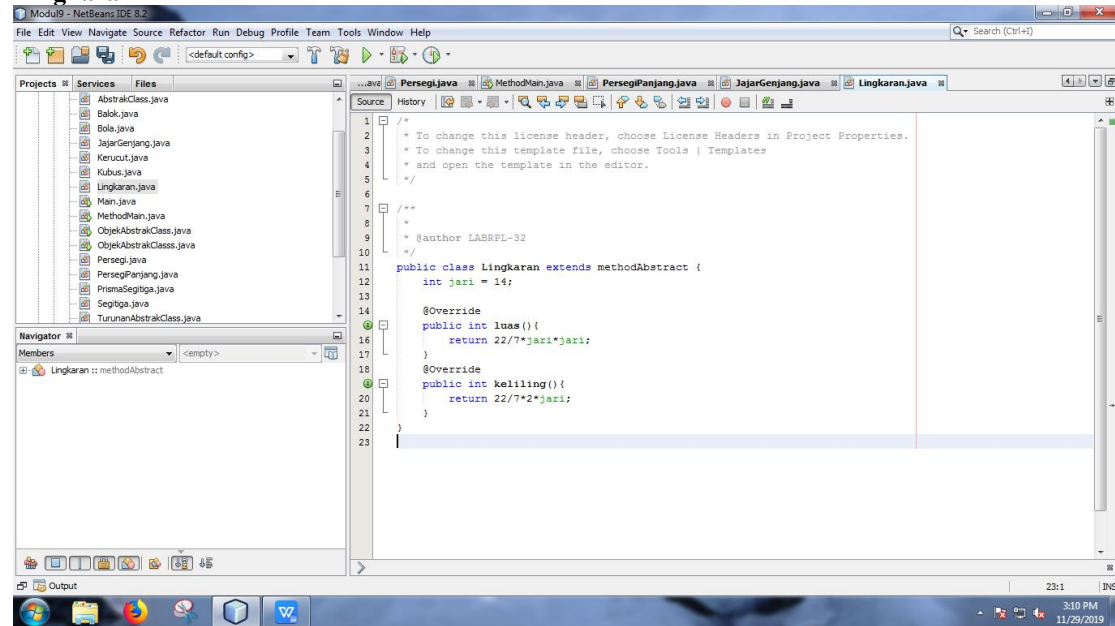 Modul9 - NetBeans IDE 8.2
File Edit View Navigate Source Refactor Run Debug Profile Team Tools Window Help
Search (Ctrl+I)
<default config>
Projects Services Files
...ava Persegi.java MethodMain.java PersegiPanjang.java JajarGenjang.java Lingkaran.java
Source History
AbstrakClass.java
Balok.java
Bola.java
JajarGenjang.java
Kerucut.java
Kubus.java
Lingkaran.java
Main.java
MethodMain.java
ObjekAbstrakClass.java
ObjekAbstrakClasss.java
Persegi.java
PersegiPanjang.java
PrismaSegitiga.java
Segitiga.java
TurunanAbstrakClass.java
Navigator
Members <empty>
Lingkaran :: methodAbstract
1 /*
2 * To change this license header, choose License Headers in Project Properties.
3 * To change this template file, choose Tools | Templates
4 * and open the template in the editor.
5 */
6
7 /**
8 *
9 * @author LABRPL-32
10 */
11 public class Lingkaran extends methodAbstract {
12 int jari = 14;
13
14 @Override
public int luas(){
16 return 22/7*jari*jari;
17 }
18 @Override
public int keliling(){
20 return 22/7*2*jari;
21 }
22 }
23
Output
23:1 INS
3:10 PM
11/29/2019